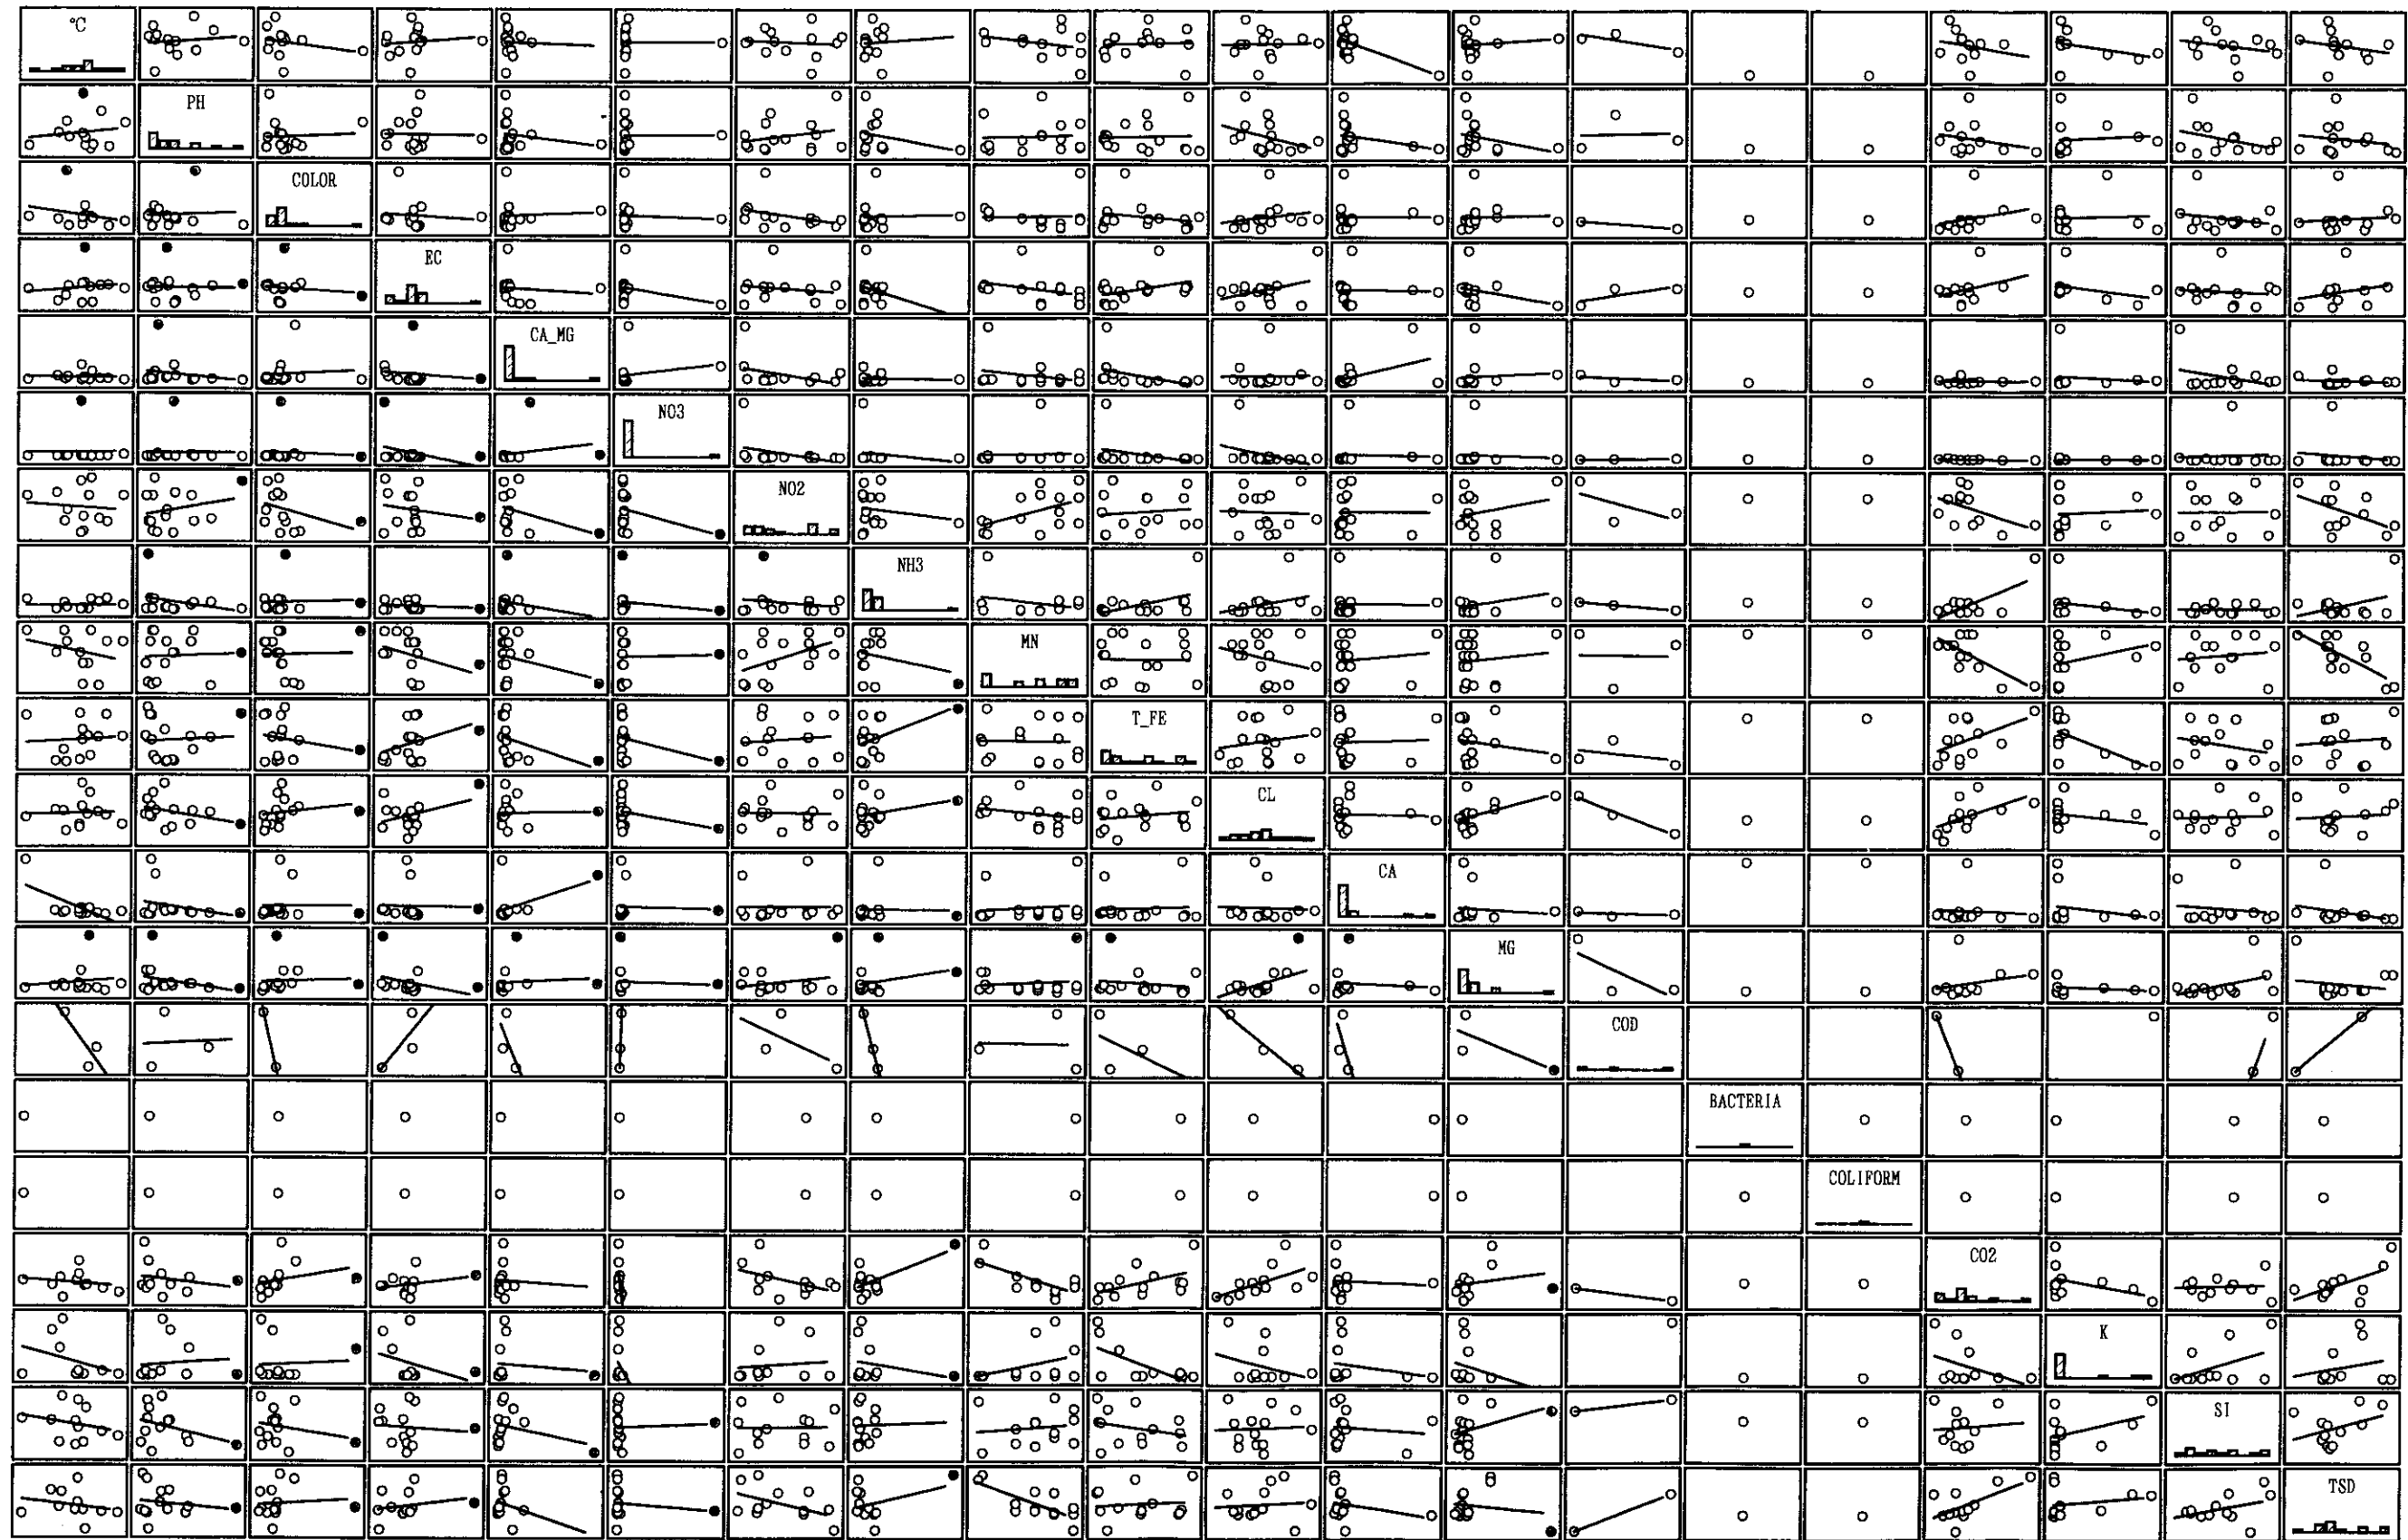 °C
PH
COLOR
EC
CA_MG
NO3
NO2
NH3
MN
T_FE
CL
CA
MG
COD
BACTERIA
COLIFORM
CO2
K
SI
TSD